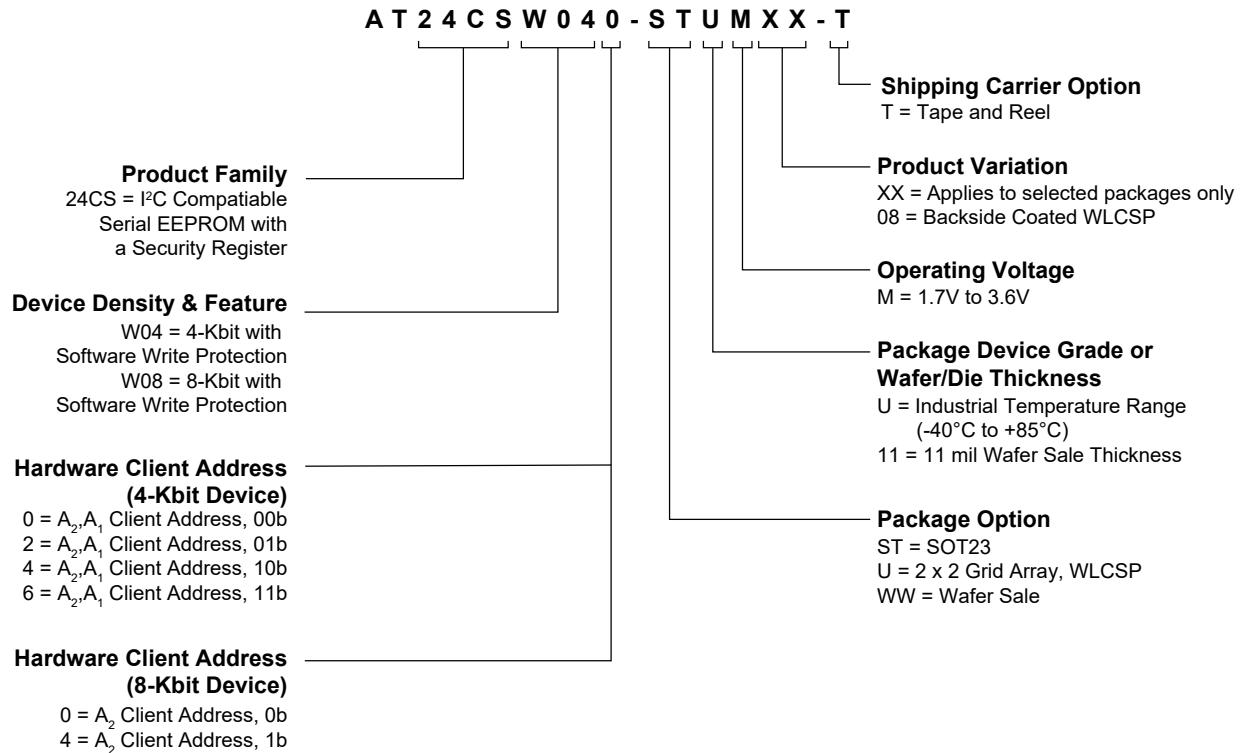 AT24CSW040-STUMXX-T
Shipping Carrier Option
T = Tape and Reel
Product Variation
XX = Applies to selected packages only
08 = Backside Coated WLCSP
Operating Voltage
M = 1.7V to 3.6V
Package Device Grade or
Wafer/Die Thickness
U = Industrial Temperature Range
(-40°C to +85°C)
11 = 11 mil Wafer Sale Thickness
Package Option
ST = SOT23
U = 2 x 2 Grid Array, WLCSP
WW = Wafer Sale
Product Family
24CS = I²C Compatiable
Serial EEPROM with
a Security Register
Device Density & Feature
W04 = 4-Kbit with
Software Write Protection
W08 = 8-Kbit with
Software Write Protection
Hardware Client Address
(4-Kbit Device)
0 = A₂,A₁ Client Address, 00b
2 = A₂,A₁ Client Address, 01b
4 = A₂,A₁ Client Address, 10b
6 = A₂,A₁ Client Address, 11b
Hardware Client Address
(8-Kbit Device)
0 = A₂ Client Address, 0b
4 = A₂ Client Address, 1b